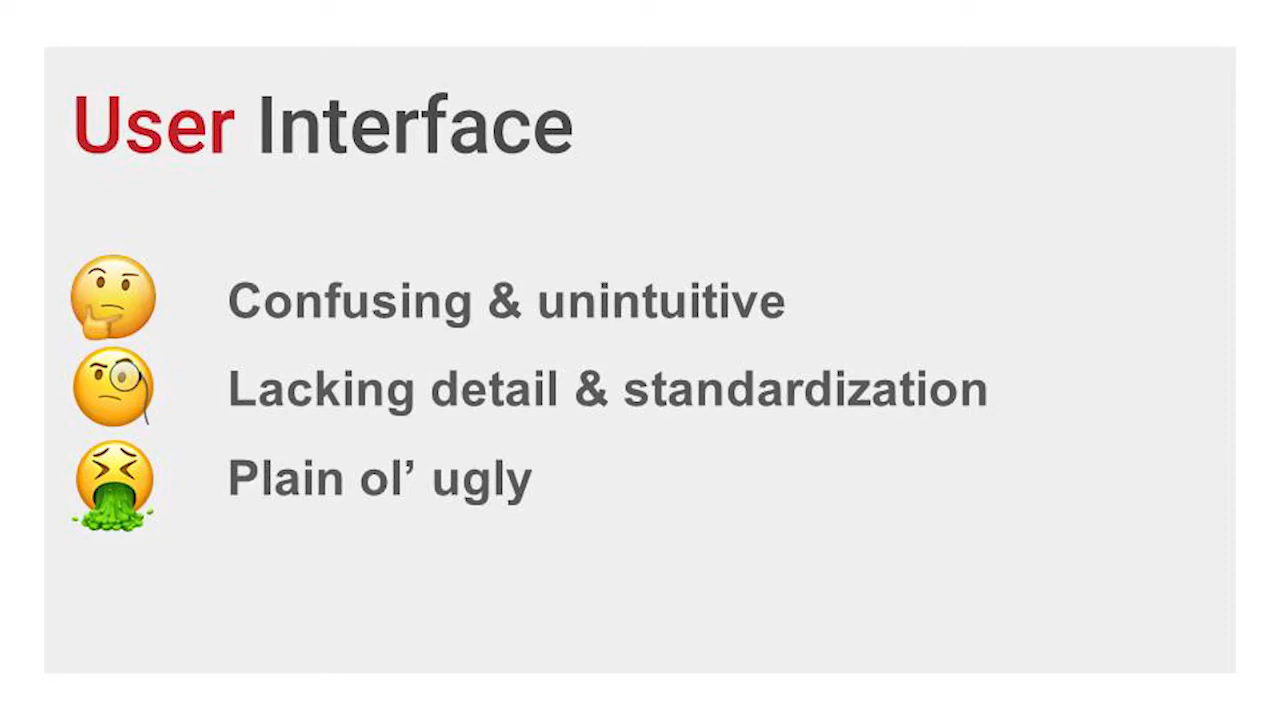 User Interface
Confusing & unintuitive
Lacking detail & standardization
Plain ol’ ugly